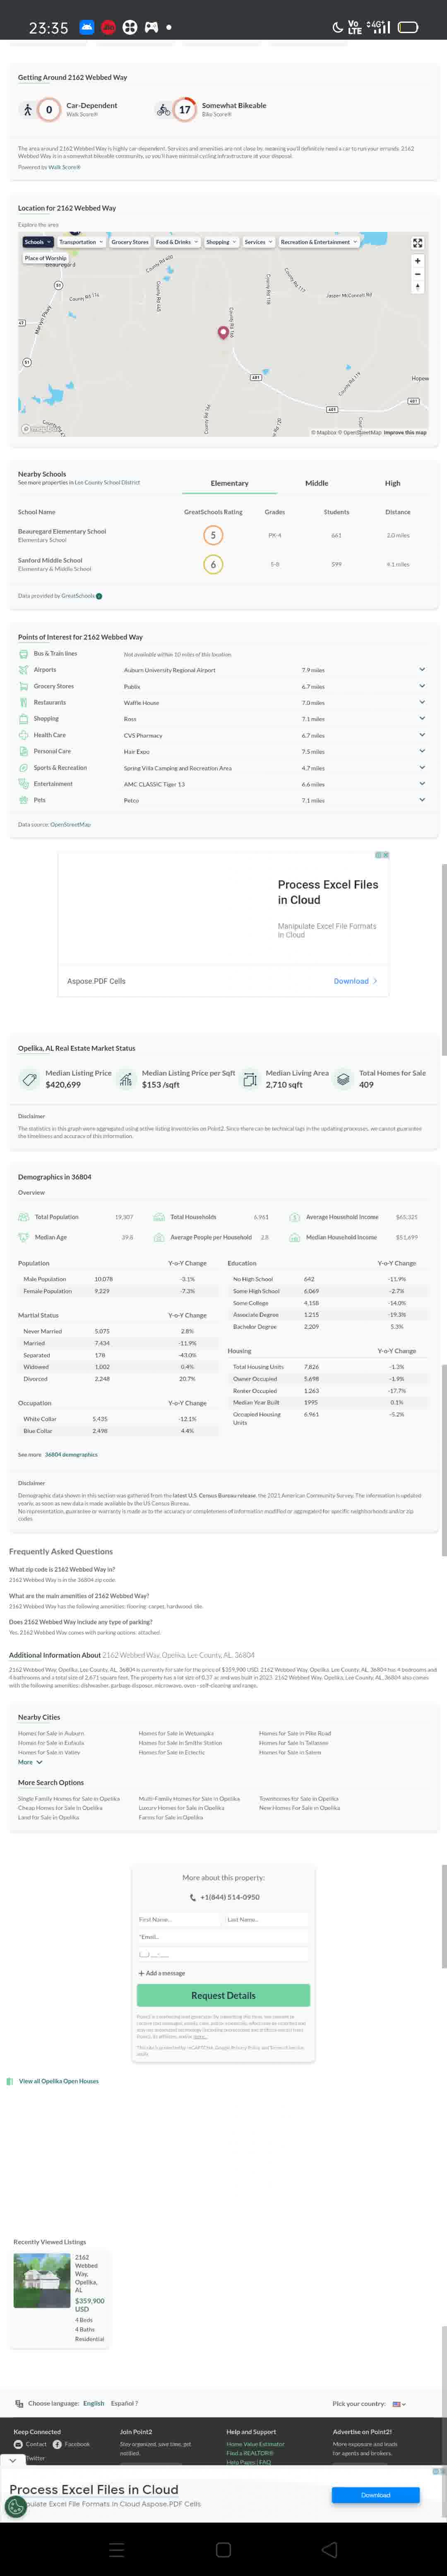 23:35
Vo LTE
4G+
Getting Around 2162 Webbed Way
0
Car-Dependent
Walk Score®
17
Somewhat Bikeable
Bike Score®
The area around 2162 Webbed Way is highly car-dependent. Services and amenities are not close by, meaning you'll definitely need a car to run your errands. 2162
Webbed Way is in a somewhat bikeable community, so you'll have minimal cycling infrastructure at your disposal.
Powered by Walk Score®
Location for 2162 Webbed Way
Explore the area
Schools
Transportation
Grocery Stores
Food & Drinks
Shopping
Services
Recreation & Entertainment
Place of Worship
Beauregard
County Rd 400
51
Marvyn Pkwy
51
County Rd 114
County Rd 148
County Rd 166
County Rd 118
Jasper McConnell Rd
681
County Rd 179
Hopew
681
681
© Mapbox © OpenStreetMap Improve this map
Nearby Schools
See more properties in Lee County School District
Elementary
Middle
High
School Name
GreatSchools Rating
Grades
Students
Distance
Beauregard Elementary School
Elementary School
5
PK-4
661
2.0 miles
Sanford Middle School
Elementary & Middle School
6
5-8
599
4.1 miles
Data provided by GreatSchools
Points of Interest for 2162 Webbed Way
Bus & Train lines
Not available within 10 miles of this location.
Airports
Auburn University Regional Airport
7.9 miles
Grocery Stores
Publix
6.7 miles
Restaurants
Waffle House
7.0 miles
Shopping
Ross
7.1 miles
Health Care
CVS Pharmacy
6.7 miles
Personal Care
Hair Expo
7.5 miles
Sports & Recreation
Spring Villa Camping and Recreation Area
4.7 miles
Entertainment
AMC CLASSIC Tiger 13
6.6 miles
Pets
Petco
7.1 miles
Data source: OpenStreetMap
Process Excel Files
in Cloud
Manipulate Excel File Formats
in Cloud
Aspose.PDF Cells
Download
Opelika, AL Real Estate Market Status
Median Listing Price
$420,699
Median Listing Price per Sqft
$153 /sqft
Median Living Area
2,710 sqft
Total Homes for Sale
409
Disclaimer
The statistics in this graph were aggregated using active listing inventories on Point2. Since there can be technical lags in the updating processes, we cannot guarantee
the timeliness and accuracy of this information.
Demographics in 36804
Overview
Total Population 19,307
Total Households 6,961
Average Household Income $65,325
Median Age 39.8
Average People per Household 2.8
Median Household Income $51,699
Population Y-o-Y Change
Male Population 10,078 -3.1%
Female Population 9,229 -7.3%
Martial Status Y-o-Y Change
Never Married 5,075 2.8%
Married 7,434 -11.9%
Separated 178 -43.0%
Widowed 1,002 0.4%
Divorced 2,248 20.7%
Occupation Y-o-Y Change
White Collar 5,435 -12.1%
Blue Collar 2,498 4.4%
Education Y-o-Y Change
No High School 642 -11.9%
Some High School 6,069 -2.7%
Some College 4,158 -14.0%
Associate Degree 1,215 -19.3%
Bachelor Degree 2,209 5.3%
Housing Y-o-Y Change
Total Housing Units 7,826 -1.3%
Owner Occupied 5,698 -1.9%
Renter Occupied 1,263 -17.7%
Median Year Built 1995 0.1%
Occupied Housing
Units 6,961 -5.2%
See more 36804 demographics
Disclaimer
Demographic data shown in this section was gathered from the latest U.S. Census Bureau release, the 2021 American Community Survey. The information is updated
yearly, as soon as new data is made available by the US Census Bureau.
No representation, guarantee or warranty is made as to the accuracy or completeness of information modified or aggregated for specific neighborhoods and/or zip
codes.
Frequently Asked Questions
What zip code is 2162 Webbed Way in?
2162 Webbed Way is in the 36804 zip code.
What are the main amenities of 2162 Webbed Way?
2162 Webbed Way has the following amenities: flooring: carpet, hardwood, tile.
Does 2162 Webbed Way include any type of parking?
Yes, 2162 Webbed Way comes with parking options: attached.
Additional Information About 2162 Webbed Way, Opelika, Lee County, AL, 36804
2162 Webbed Way, Opelika, Lee County, AL, 36804 is currently for sale for the price of $359,900 USD. 2162 Webbed Way, Opelika, Lee County, AL, 36804 has 4 bedrooms and
4 bathrooms and a total size of 2,671 square feet. The property has a lot size of 0.37 ac and was built in 2023. 2162 Webbed Way, Opelika, Lee County, AL, 36804 also comes
with the following amenities: dishwasher, garbage disposal, microwave, oven - self-cleaning and range.
Nearby Cities
Homes for Sale in Auburn
Homes for Sale in Wetumpka
Homes for Sale in Pike Road
Homes for Sale in Eufaula
Homes for Sale in Smiths Station
Homes for Sale in Tallassee
Homes for Sale in Valley
Homes for Sale in Eclectic
Homes for Sale in Salem
More
More Search Options
Single Family Homes for Sale in Opelika
Multi-Family Homes for Sale in Opelika
Townhomes for Sale in Opelika
Cheap Homes for Sale in Opelika
Luxury Homes for Sale in Opelika
New Homes For Sale in Opelika
Land for Sale in Opelika
Farms for Sale in Opelika
More about this property:
+1(844) 514-0950
First Name...
Last Name...
*Email...
(__) __-___
+ Add a message
Request Details
View all Opelika Open Houses
Recently Viewed Listings
2162
Webbed
Way,
Opelika,
AL
$359,900
USD
4 Beds
4 Baths
Residential
Choose language: English Español ?
Pick your country:
Keep Connected
Contact
Facebook
Twitter
Join Point2
Stay organized, save time, get
notified.
Help and Support
Home Value Estimator
Find a REALTOR®
Help Pages | FAQ
Advertise on Point2!
More exposure and leads
for agents and brokers.
Process Excel Files in Cloud
pulate Excel File Formats in Cloud Aspose.PDF Cells
Download